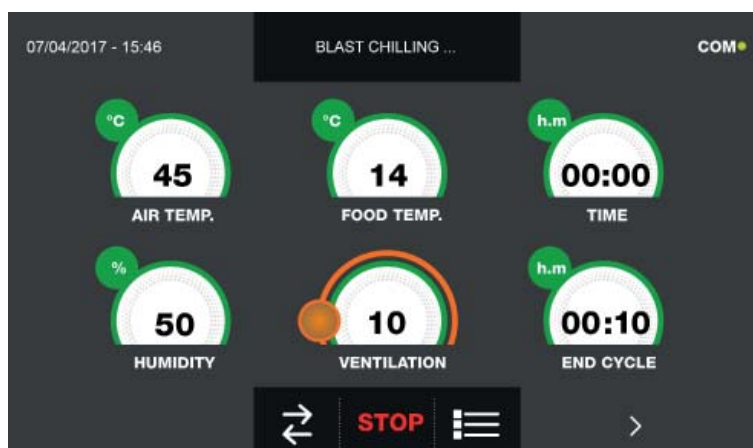 07/04/2017 - 15:46
BLAST CHILLING ...
COM
°C
45
AIR TEMP.
°C
14
FOOD TEMP.
h.m
00:00
TIME
%
50
HUMIDITY
10
VENTILATION
h.m
00:10
END CYCLE
STOP